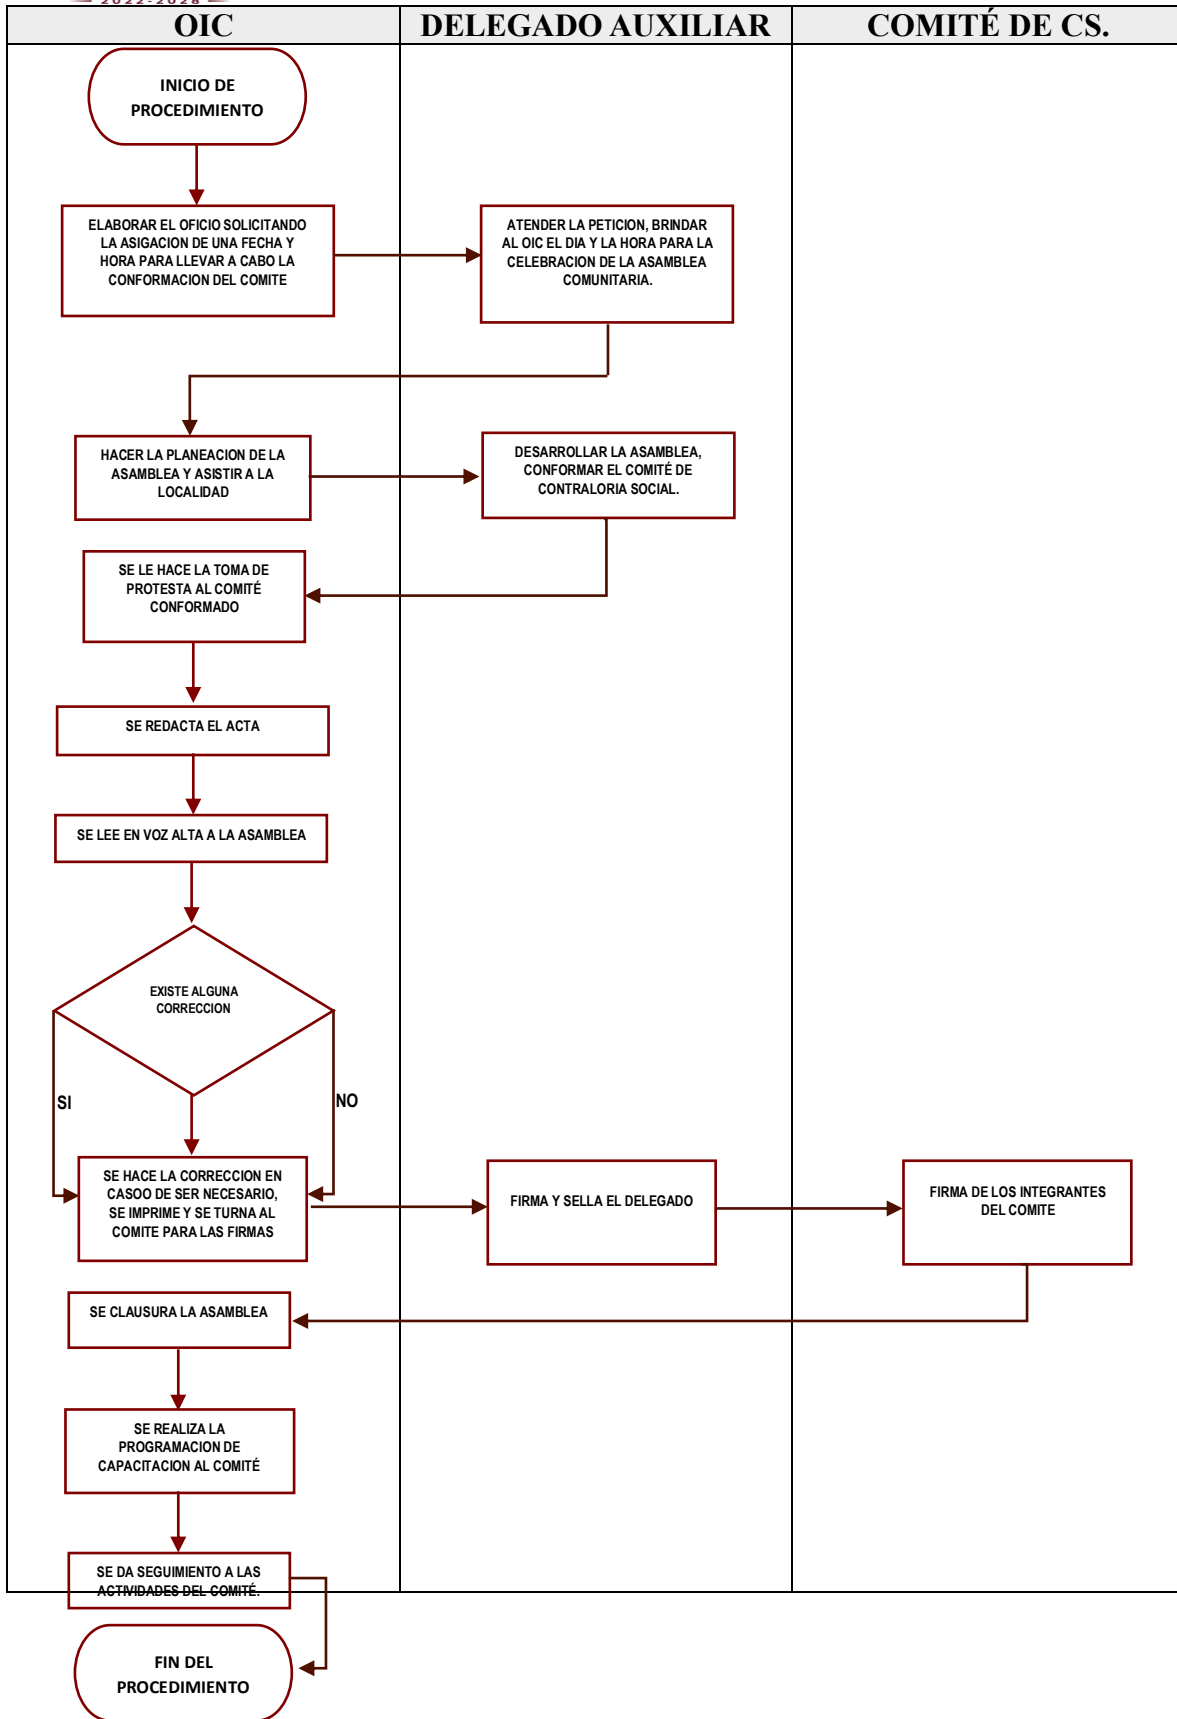 2022-2028
OIC
DELEGADO AUXILIAR
COMITÉ DE CS.
INICIO DE
PROCEDIMIENTO
ELABORAR EL OFICIO SOLICITANDO
LA ASIGACION DE UNA FECHA Y
HORA PARA LLEVAR A CABO LA
CONFORMACION DEL COMITE
ATENDER LA PETICION, BRINDAR
AL OIC EL DIA Y LA HORA PARA LA
CELEBRACION DE LA ASAMBLEA
COMUNITARIA.
HACER LA PLANEACION DE LA
ASAMBLEA Y ASISTIR A LA
LOCALIDAD
DESARROLLAR LA ASAMBLEA,
CONFORMAR EL COMITÉ DE
CONTRALORIA SOCIAL.
SE LE HACE LA TOMA DE
PROTESTA AL COMITÉ
CONFORMADO
SE REDACTA EL ACTA
SE LEE EN VOZ ALTA A LA ASAMBLEA
EXISTE ALGUNA
CORRECCION
SI
NO
SE HACE LA CORRECCION EN
CASOO DE SER NECESARIO,
SE IMPRIME Y SE TURNA AL
COMITE PARA LAS FIRMAS
FIRMA Y SELLA EL DELEGADO
FIRMA DE LOS INTEGRANTES
DEL COMITE
SE CLAUSURA LA ASAMBLEA
SE REALIZA LA
PROGRAMACION DE
CAPACITACION AL COMITÉ
SE DA SEGUIMIENTO A LAS
ACTIVIDADES DEL COMITÉ.
FIN DEL
PROCEDIMIENTO